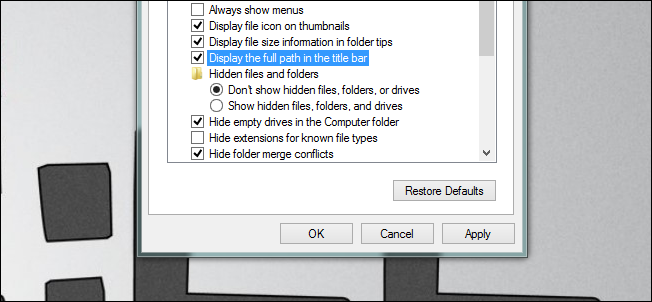 Always show menus
Display file icon on thumbnails
Display file size information in folder tips
Display the full path in the title bar
Hidden files and folders
Don't show hidden files, folders, or drives
Show hidden files, folders, and drives
Hide empty drives in the Computer folder
Hide extensions for known file types
Hide folder merge conflicts
Restore Defaults
OK Cancel Apply